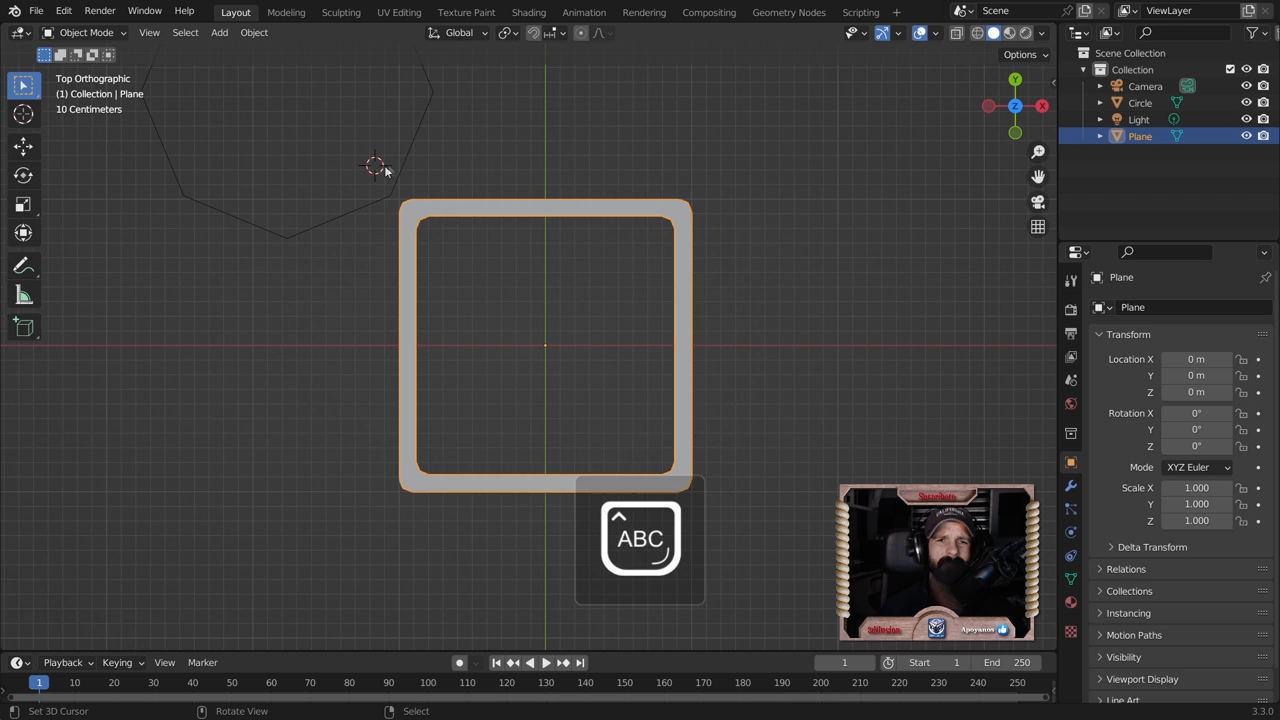 File Edit Render Window Help Layout Modeling Sculpting UV Editing Texture Paint Shading Animation Rendering Compositing Geometry Nodes Scripting Scene ViewLayer
Object Mode View Select Add Object Global
Options
Top Orthographic
(1) Collection | Plane
10 Centimeters
Y
Z
X
Scene Collection
Collection
Camera
Circle
Light
Plane
Plane
Plane
Transform
Location X 0 m
Y 0 m
Z 0 m
Rotation X 0°
Y 0°
Z 0°
Mode XYZ Euler
Scale X 1.000
Y 1.000
Z 1.000
Delta Transform
Relations
Collections
Instancing
Motion Paths
Visibility
Viewport Display
Line Art
ABC
Suscribete
Apoyanos
Playback Keying View Marker 1 Start 1 End 250
1 10 20 30 40 50 60 70 80 90 100 110 120 130 140 150 160 170 180 190 200 210 220 230 240 250
Set 3D Cursor Rotate View Select 3.3.0